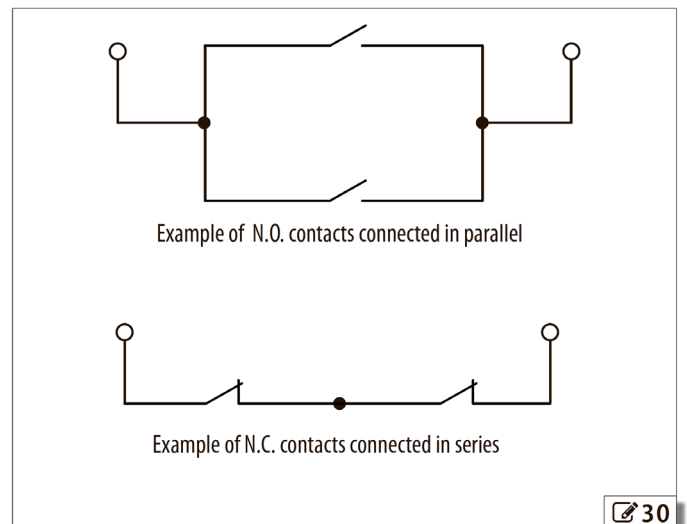 Example of N.O. contacts connected in parallel
Example of N.C. contacts connected in series
30